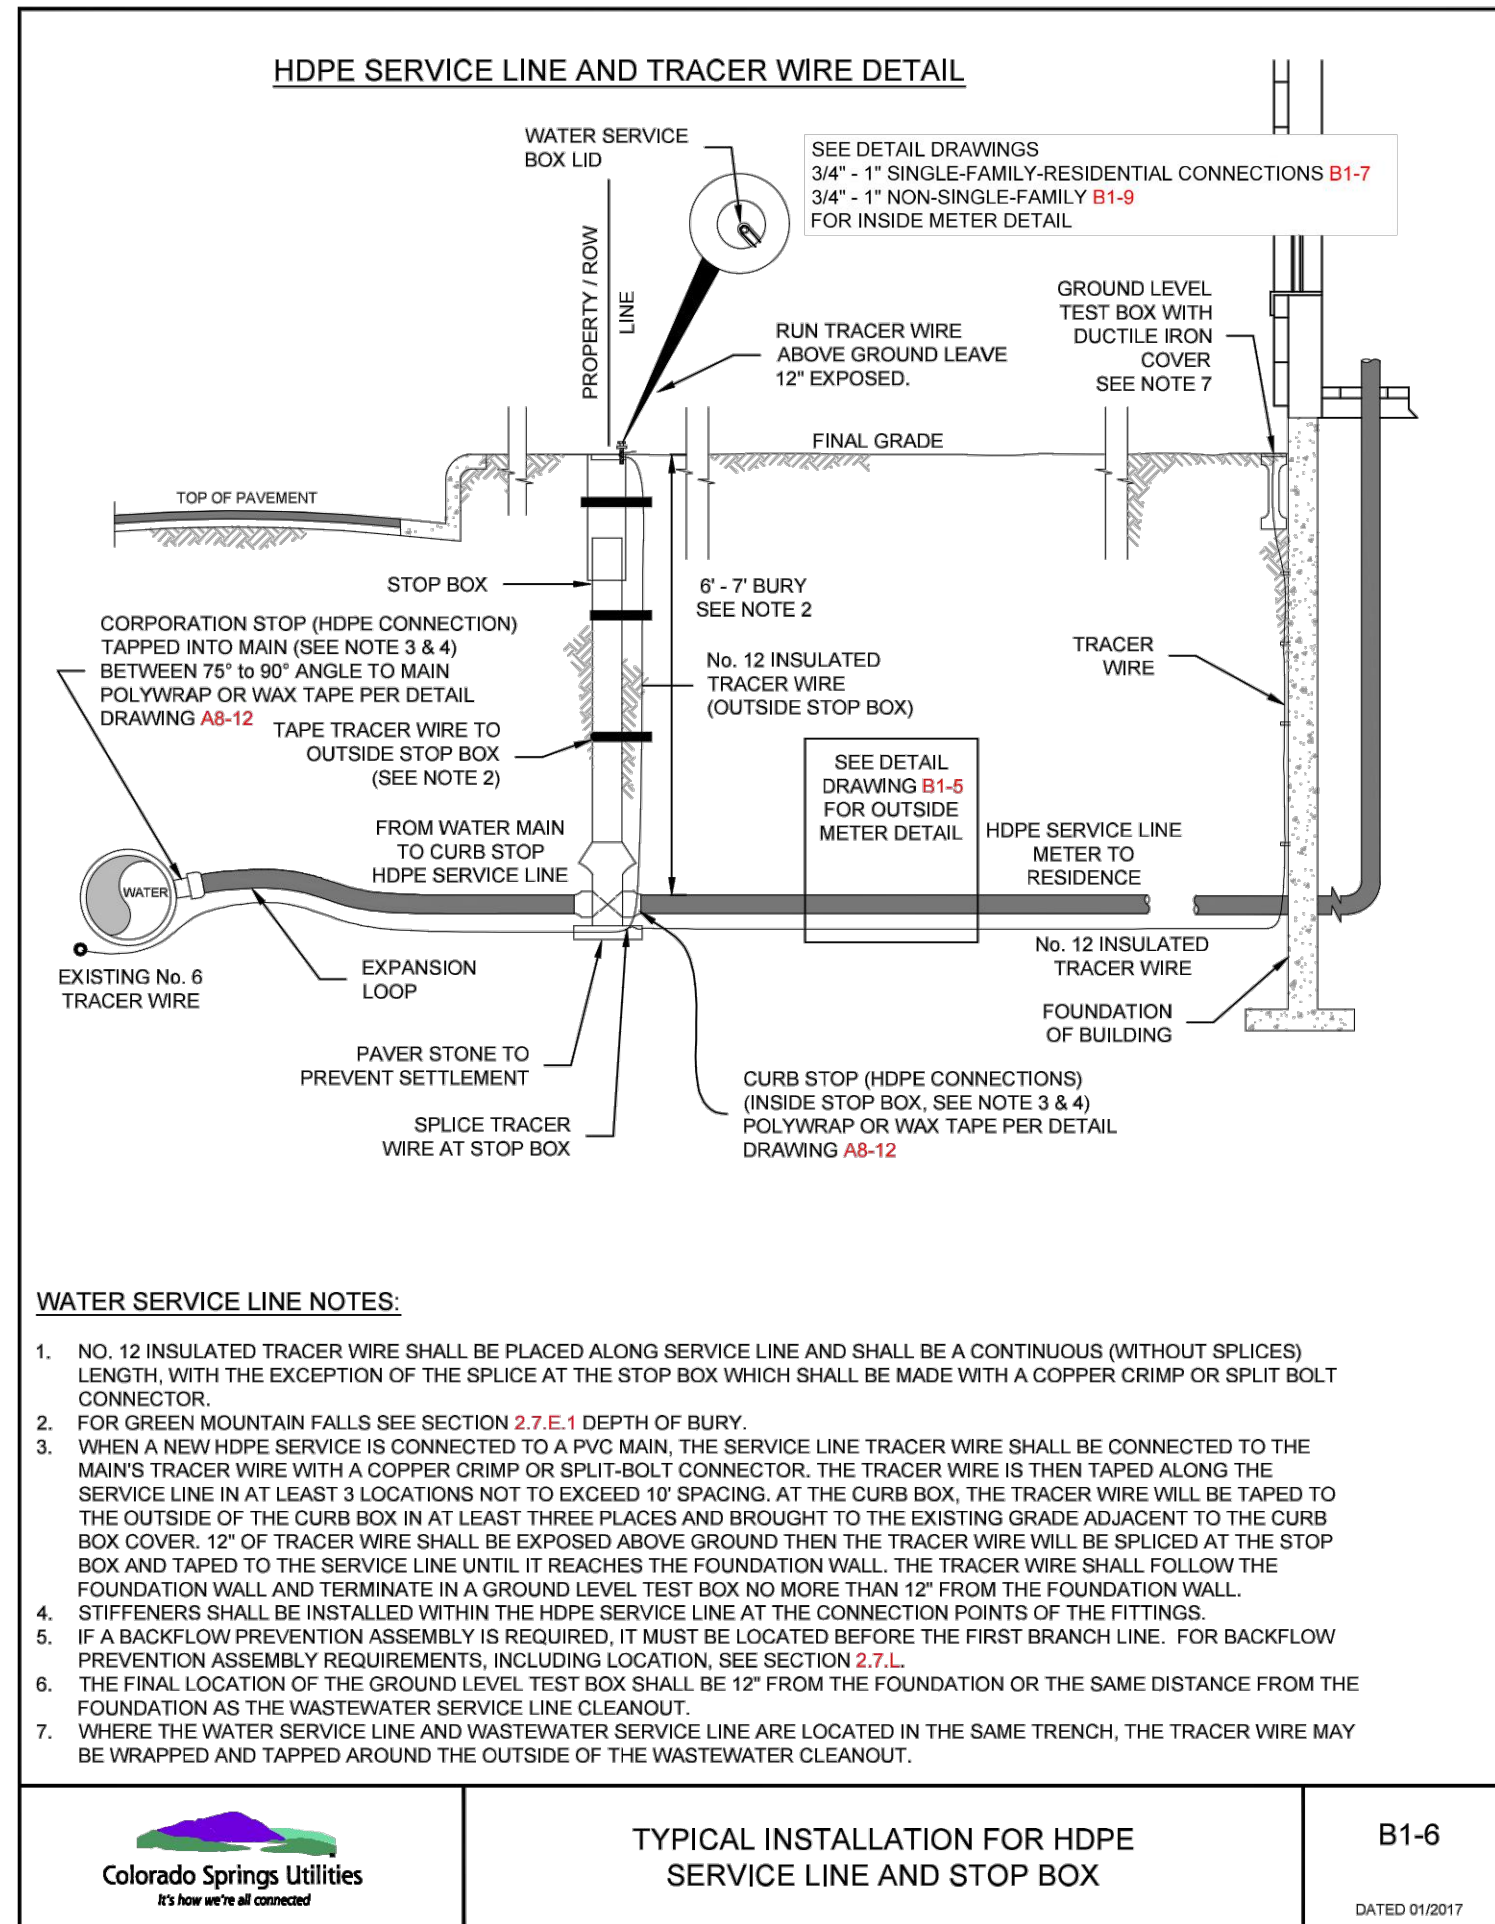 HDPE SERVICE LINE AND TRACER WIRE DETAIL
WATER SERVICE
BOX LID
SEE DETAIL DRAWINGS
3/4" - 1" SINGLE-FAMILY-RESIDENTIAL CONNECTIONS B1-7
3/4" - 1" NON-SINGLE-FAMILY B1-9
FOR INSIDE METER DETAIL
PROPERTY / ROW
LINE
GROUND LEVEL
TEST BOX WITH
DUCTILE IRON
COVER
SEE NOTE 7
RUN TRACER WIRE
ABOVE GROUND LEAVE
12" EXPOSED.
FINAL GRADE
TOP OF PAVEMENT
STOP BOX
6' - 7' BURY
SEE NOTE 2
CORPORATION STOP (HDPE CONNECTION)
TAPPED INTO MAIN (SEE NOTE 3 & 4)
BETWEEN 75° to 90° ANGLE TO MAIN
POLYWRAP OR WAX TAPE PER DETAIL
DRAWING A8-12
TRACER
WIRE
No. 12 INSULATED
TRACER WIRE
(OUTSIDE STOP BOX)
TAPE TRACER WIRE TO
OUTSIDE STOP BOX
(SEE NOTE 2)
SEE DETAIL
DRAWING B1-5
FOR OUTSIDE
METER DETAIL
FROM WATER MAIN
TO CURB STOP
HDPE SERVICE LINE
HDPE SERVICE LINE
METER TO
RESIDENCE
WATER
No. 12 INSULATED
TRACER WIRE
EXISTING No. 6
TRACER WIRE
EXPANSION
LOOP
FOUNDATION
OF BUILDING
PAVER STONE TO
PREVENT SETTLEMENT
CURB STOP (HDPE CONNECTIONS)
(INSIDE STOP BOX, SEE NOTE 3 & 4)
POLYWRAP OR WAX TAPE PER DETAIL
DRAWING A8-12
SPLICE TRACER
WIRE AT STOP BOX
WATER SERVICE LINE NOTES:
1. NO. 12 INSULATED TRACER WIRE SHALL BE PLACED ALONG SERVICE LINE AND SHALL BE A CONTINUOUS (WITHOUT SPLICES)
LENGTH, WITH THE EXCEPTION OF THE SPLICE AT THE STOP BOX WHICH SHALL BE MADE WITH A COPPER CRIMP OR SPLIT BOLT
CONNECTOR.
2. FOR GREEN MOUNTAIN FALLS SEE SECTION 2.7.E.1 DEPTH OF BURY.
3. WHEN A NEW HDPE SERVICE IS CONNECTED TO A PVC MAIN, THE SERVICE LINE TRACER WIRE SHALL BE CONNECTED TO THE
MAIN'S TRACER WIRE WITH A COPPER CRIMP OR SPLIT-BOLT CONNECTOR. THE TRACER WIRE IS THEN TAPED ALONG THE
SERVICE LINE IN AT LEAST 3 LOCATIONS NOT TO EXCEED 10' SPACING. AT THE CURB BOX, THE TRACER WIRE WILL BE TAPED TO
THE OUTSIDE OF THE CURB BOX IN AT LEAST THREE PLACES AND BROUGHT TO THE EXISTING GRADE ADJACENT TO THE CURB
BOX COVER. 12" OF TRACER WIRE SHALL BE EXPOSED ABOVE GROUND THEN THE TRACER WIRE WILL BE SPLICED AT THE STOP
BOX AND TAPED TO THE SERVICE LINE UNTIL IT REACHES THE FOUNDATION WALL. THE TRACER WIRE SHALL FOLLOW THE
FOUNDATION WALL AND TERMINATE IN A GROUND LEVEL TEST BOX NO MORE THAN 12" FROM THE FOUNDATION WALL.
4. STIFFENERS SHALL BE INSTALLED WITHIN THE HDPE SERVICE LINE AT THE CONNECTION POINTS OF THE FITTINGS.
5. IF A BACKFLOW PREVENTION ASSEMBLY IS REQUIRED, IT MUST BE LOCATED BEFORE THE FIRST BRANCH LINE. FOR BACKFLOW
PREVENTION ASSEMBLY REQUIREMENTS, INCLUDING LOCATION, SEE SECTION 2.7.L.
6. THE FINAL LOCATION OF THE GROUND LEVEL TEST BOX SHALL BE 12" FROM THE FOUNDATION OR THE SAME DISTANCE FROM THE
FOUNDATION AS THE WASTEWATER SERVICE LINE CLEANOUT.
7. WHERE THE WATER SERVICE LINE AND WASTEWATER SERVICE LINE ARE LOCATED IN THE SAME TRENCH, THE TRACER WIRE MAY
BE WRAPPED AND TAPPED AROUND THE OUTSIDE OF THE WASTEWATER CLEANOUT.
Colorado Springs Utilities
It's how we're all connected
TYPICAL INSTALLATION FOR HDPE
SERVICE LINE AND STOP BOX
B1-6
DATED 01/2017